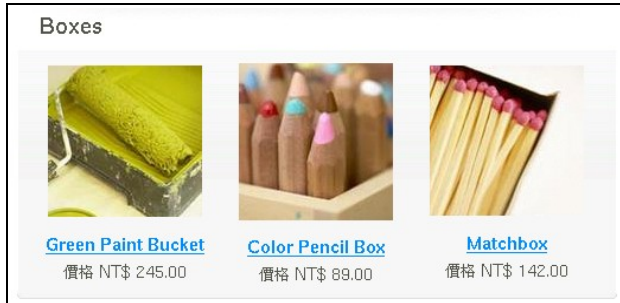 Boxes
Green Paint Bucket
價格 NT$ 245.00
Color Pencil Box
價格 NT$ 89.00
Matchbox
價格 NT$ 142.00